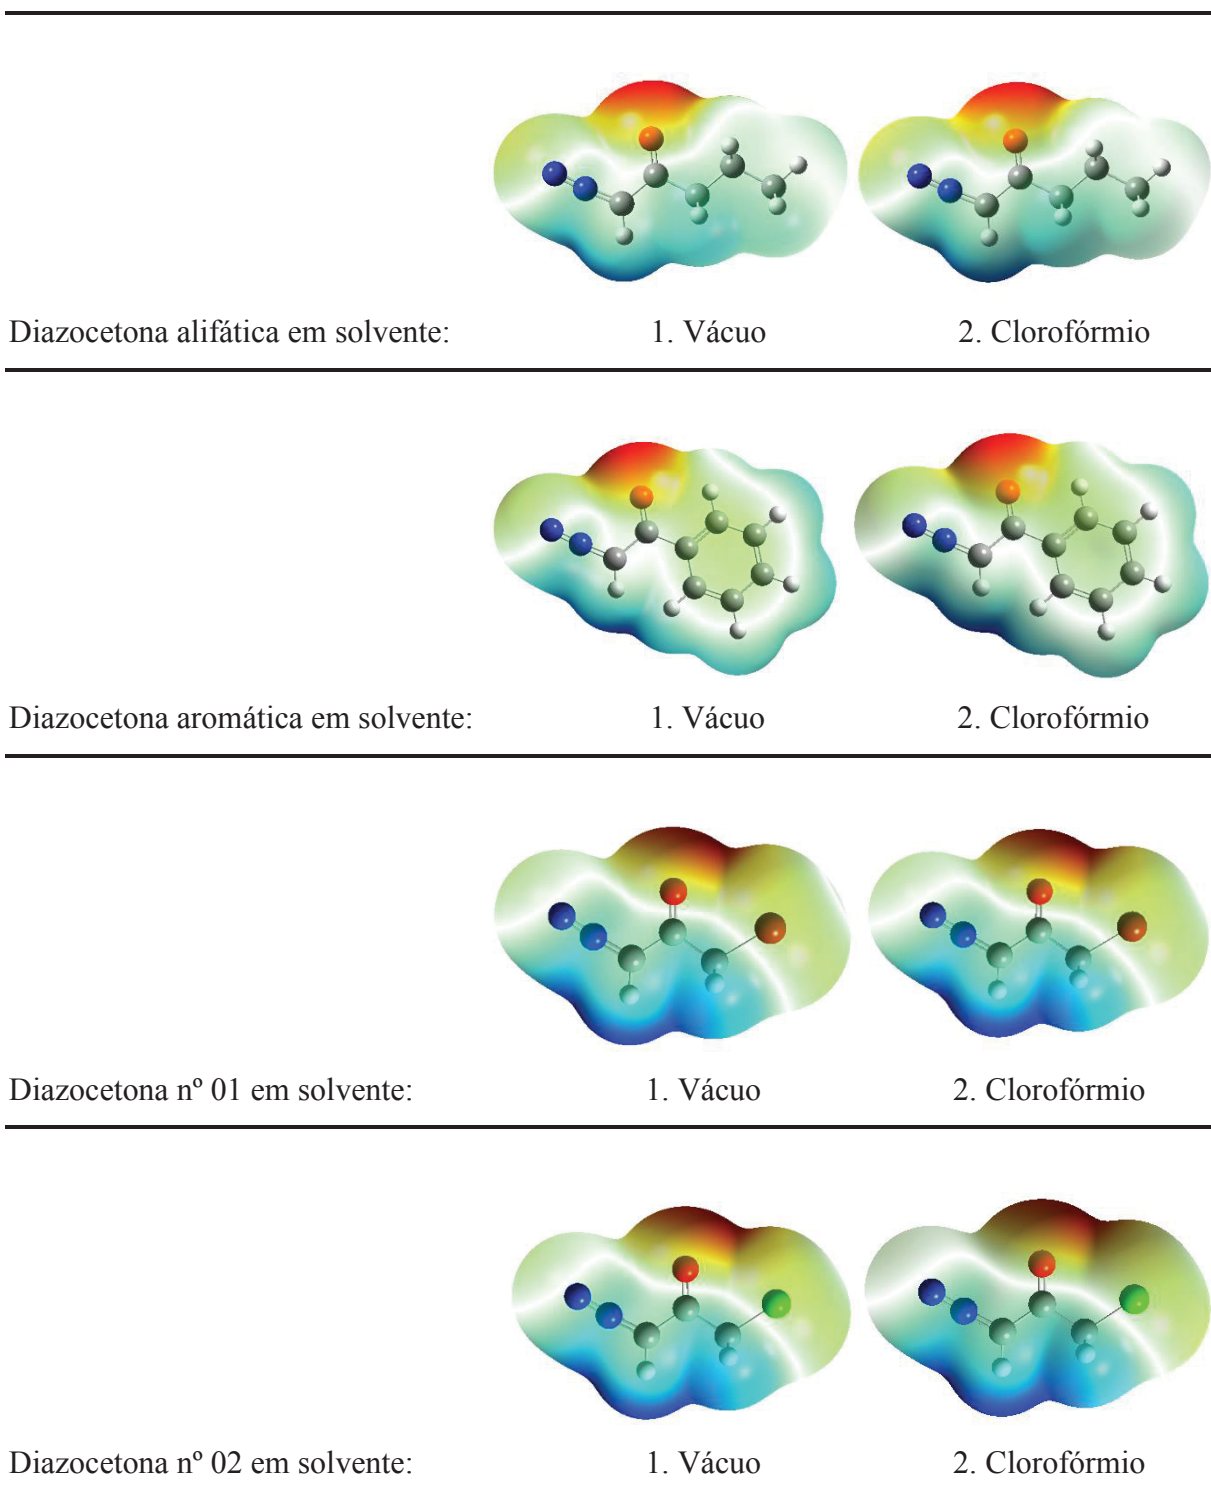 Diazocetona alifática em solvente: 1. Vácuo 2. Clorofórmio
Diazocetona aromática em solvente: 1. Vácuo 2. Clorofórmio
Diazocetona nº 01 em solvente: 1. Vácuo 2. Clorofórmio
Diazocetona nº 02 em solvente: 1. Vácuo 2. Clorofórmio